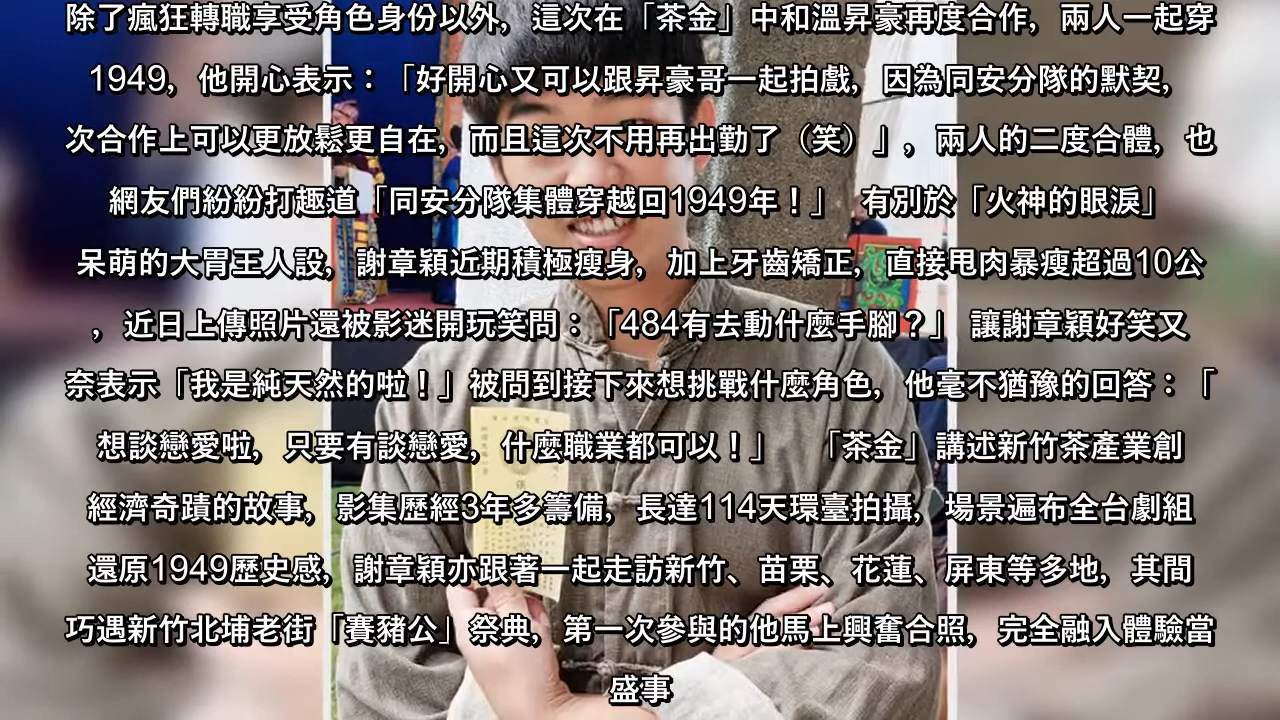 除了瘋狂轉職享受角色身份以外，這次在「茶金」中和溫昇豪再度合作，兩人一起穿
1949，他開心表示：「好開心又可以跟昇豪哥一起拍戲，因為同安分隊的默契，
次合作上可以更放鬆更自在，而且這次不用再出勤了（笑）」，兩人的二度合體，也
網友們紛紛打趣道「同安分隊集體穿越回1949年！」 有別於「火神的眼淚」
呆萌的大胃王人設，謝章穎近期積極瘦身，加上牙齒矯正，直接甩肉暴瘦超過10公
，近日上傳照片還被影迷開玩笑問：「484有去動什麼手腳？」 讓謝章穎好笑又
奈表示「我是純天然的啦！」被問到接下來想挑戰什麼角色，他毫不猶豫的回答：「
想談戀愛啦，只要有談戀愛，什麼職業都可以！」 「茶金」講述新竹茶產業創
經濟奇蹟的故事，影集歷經3年多籌備，長達114天環臺拍攝，場景遍布全台劇組
還原1949歷史感，謝章穎亦跟著一起走訪新竹、苗栗、花蓮、屏東等多地，其間
巧遇新竹北埔老街「賽豬公」祭典，第一次參與的他馬上興奮合照，完全融入體驗當
盛事